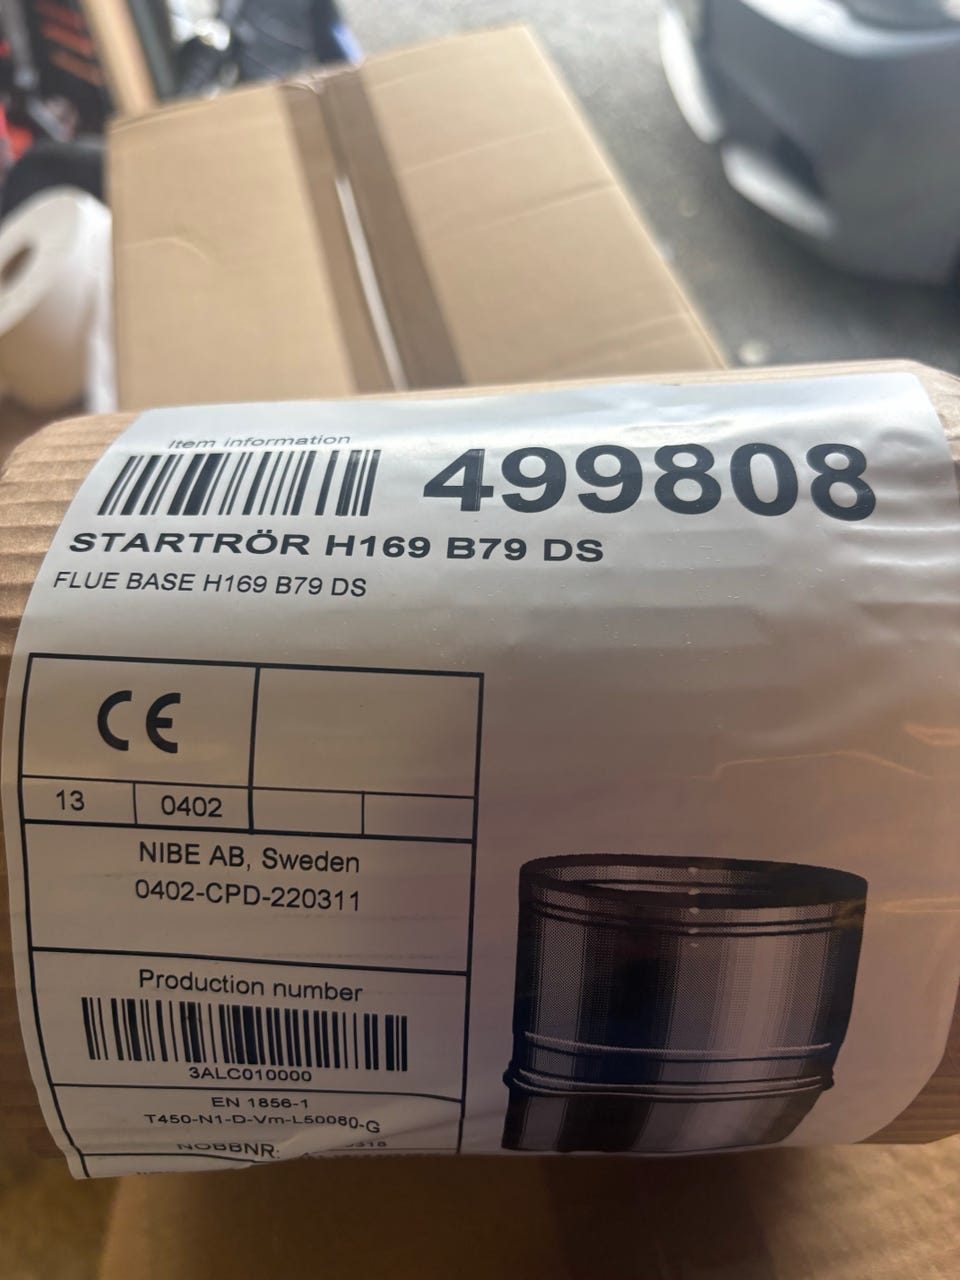 Item information
499808
STARTRÖR H169 B79 DS
FLUE BASE H169 B79 DS
CE
13 0402
NIBE AB, Sweden
0402-CPD-220311
Production number
3ALC010000
EN 1856-1
T450-N1-D-Vm-L50080-G
NOBBNR: